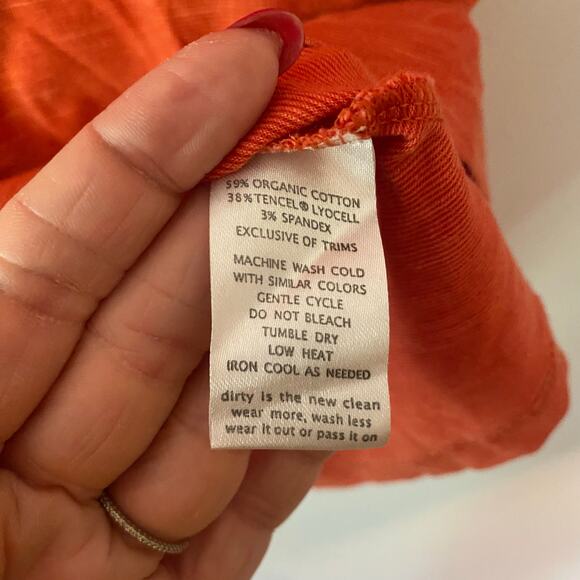 59% ORGANIC COTTON
38% TENCEL® LYOCELL
3% SPANDEX
EXCLUSIVE OF TRIMS
MACHINE WASH COLD
WITH SIMILAR COLORS
GENTLE CYCLE
DO NOT BLEACH
TUMBLE DRY
LOW HEAT
IRON COOL AS NEEDED
dirty is the new clean
wear more, wash less
wear it out or pass it on